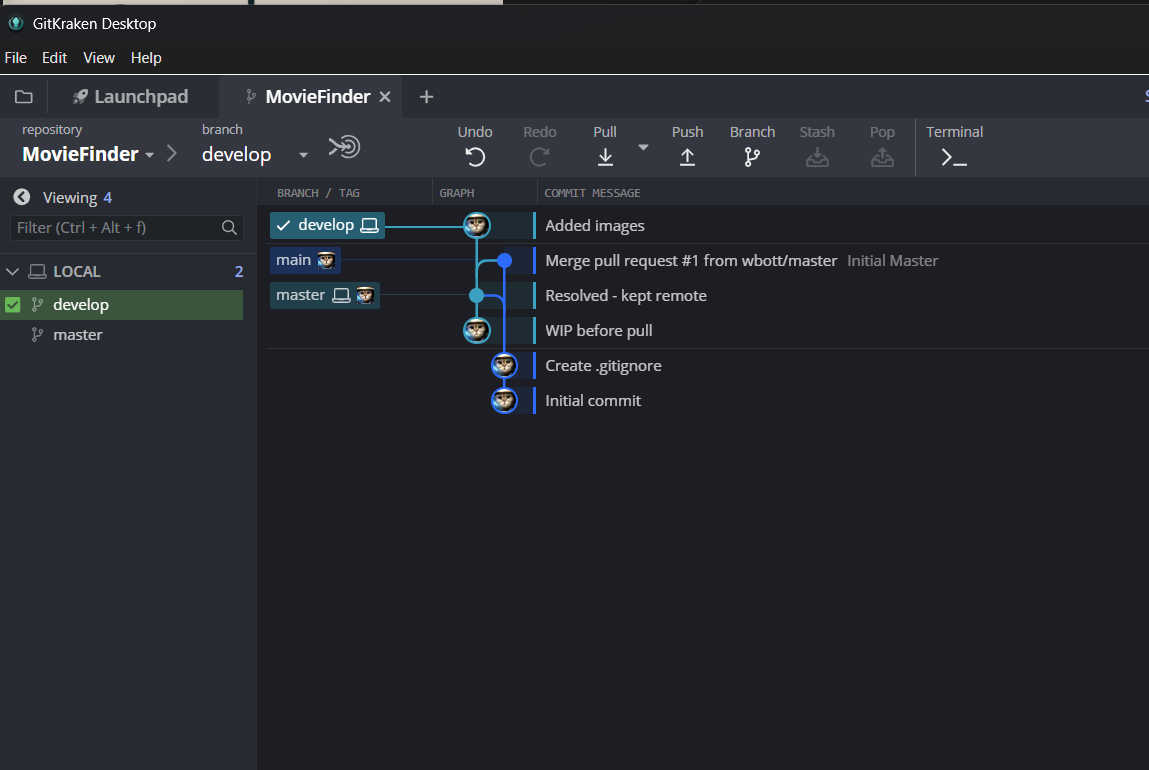 GitKraken Desktop
File Edit View Help
Launchpad MovieFinder
repository branch
MovieFinder develop
Undo Redo Pull Push Branch Stash Pop Terminal
Viewing 4
Filter (Ctrl + Alt + f)
LOCAL 2
develop
master
BRANCH / TAG GRAPH COMMIT MESSAGE
develop Added images
main Merge pull request #1 from wbott/master Initial Master
master Resolved - kept remote
WIP before pull
Create .gitignore
Initial commit